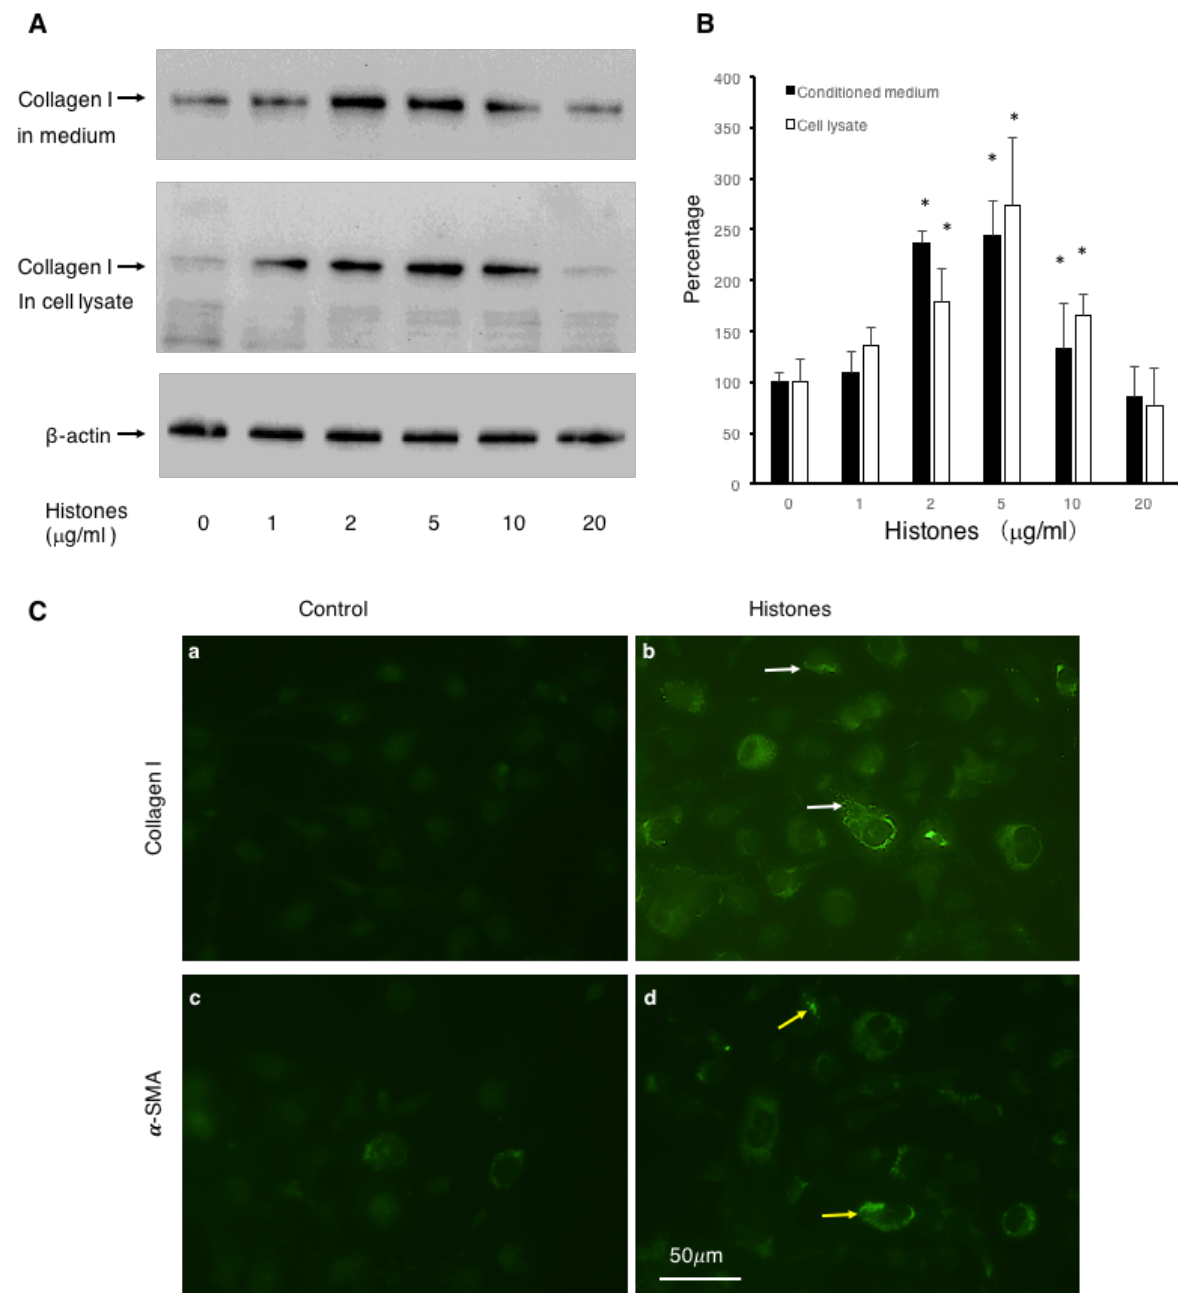 A
Collagen I
in medium
Collagen I
In cell lysate
β-actin
Histones
(μg/ml )
0 1 2 5 10 20
B
400
350
300
250
200
150
100
50
0
Percentage
Conditioned medium
Cell lysate
* * * * * *
0 1 2 5 10 20
Histones （μg/ml）
C
Control Histones
Collagen I
a
b
α-SMA
c
d
50μm